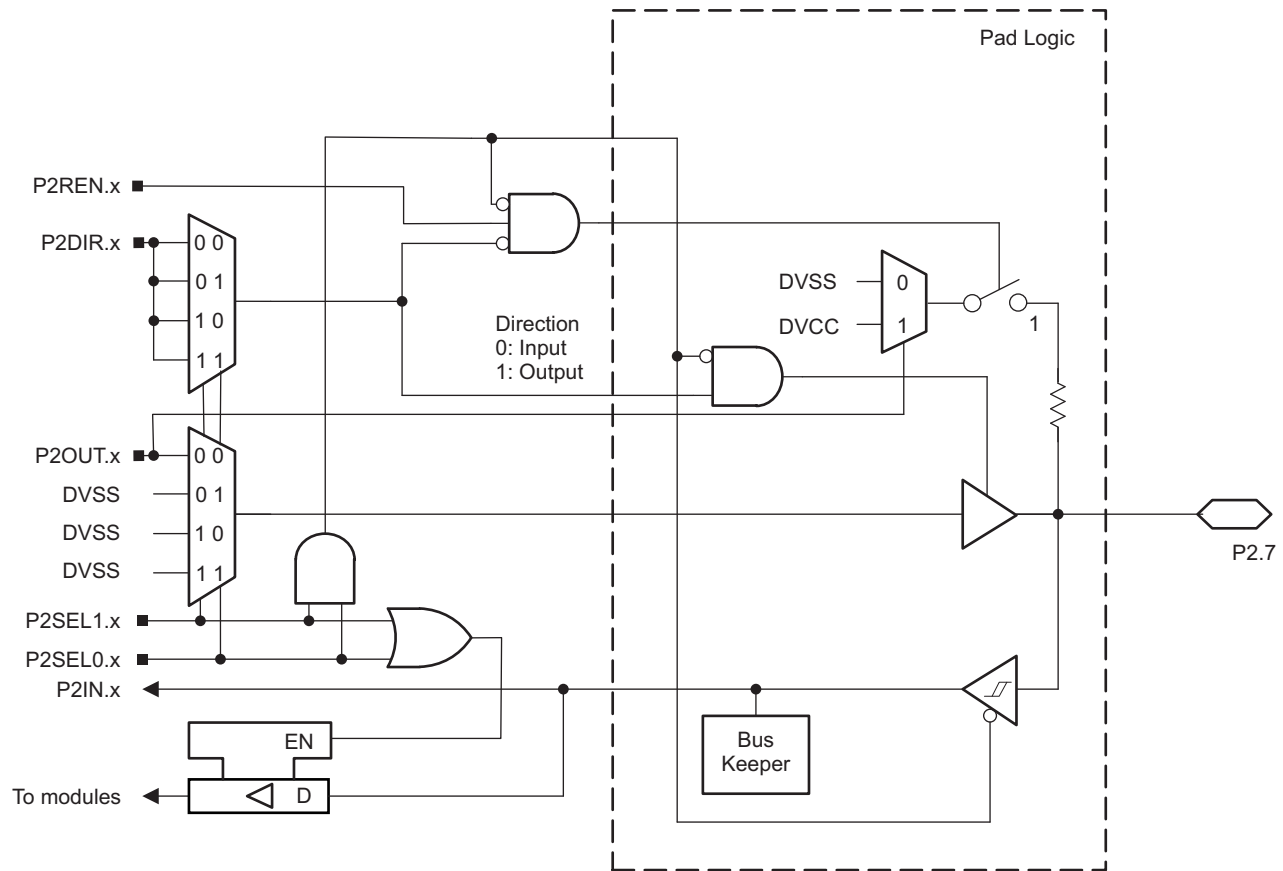 Pad Logic
P2REN.x
P2DIR.x
0 0
0 1
1 0
1 1
Direction
0: Input
1: Output
DVSS
DVCC
0
1
1
P2OUT.x
DVSS
DVSS
DVSS
0 0
0 1
1 0
1 1
P2.7
P2SEL1.x
P2SEL0.x
P2IN.x
Bus
Keeper
EN
To modules
D